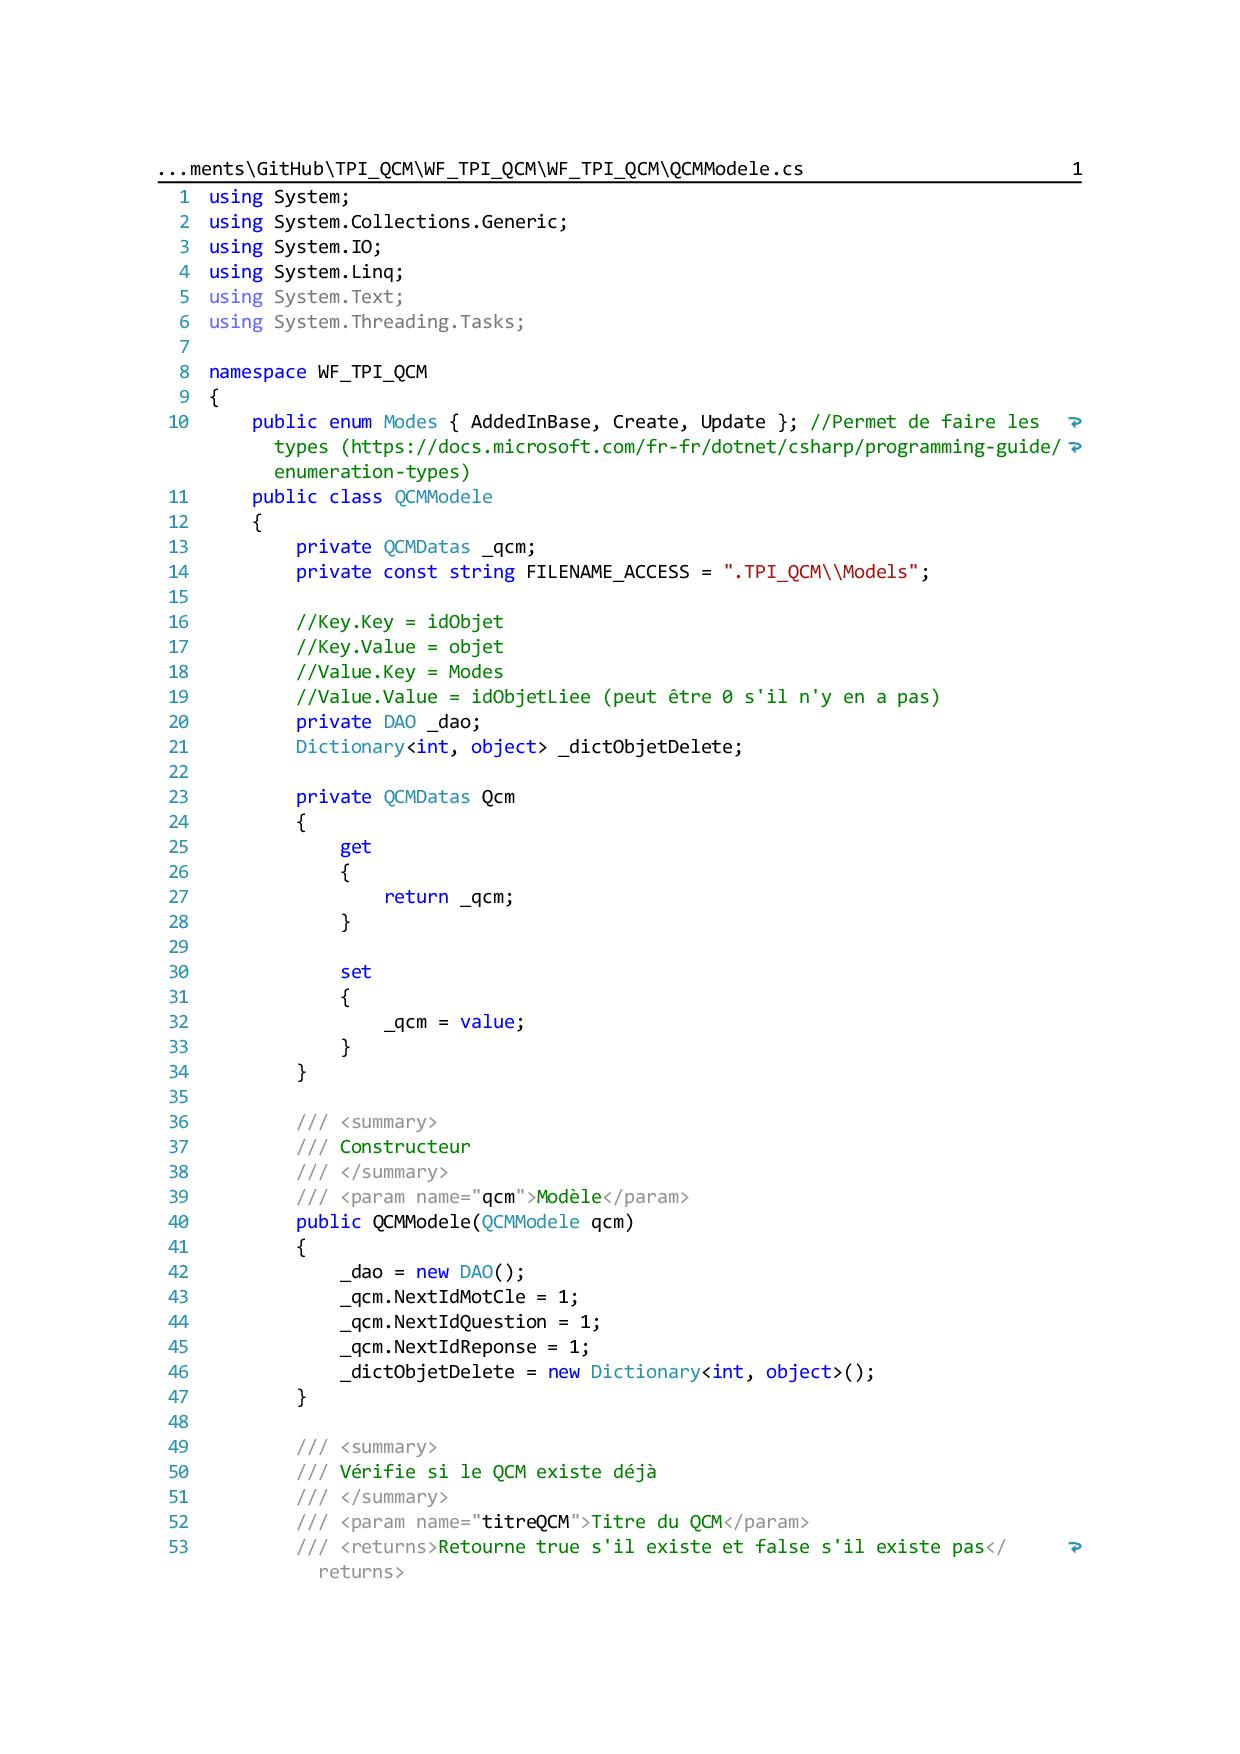 ...ments\GitHub\TPI_QCM\WF_TPI_QCM\WF_TPI_QCM\QCMModele.cs 1
1 using System;
2 using System.Collections.Generic;
3 using System.IO;
4 using System.Linq;
5 using System.Text;
6 using System.Threading.Tasks;
7
8 namespace WF_TPI_QCM
9 {
10 public enum Modes { AddedInBase, Create, Update }; //Permet de faire les
types (https://docs.microsoft.com/fr-fr/dotnet/csharp/programming-guide/
enumeration-types)
11 public class QCMModele
12 {
13 private QCMDatas _qcm;
14 private const string FILENAME_ACCESS = ".TPI_QCM\\Models";
15
16 //Key.Key = idObjet
17 //Key.Value = objet
18 //Value.Key = Modes
19 //Value.Value = idObjetLiee (peut être 0 s'il n'y en a pas)
20 private DAO _dao;
21 Dictionary<int, object> _dictObjetDelete;
22
23 private QCMDatas Qcm
24 {
25 get
26 {
27 return _qcm;
28 }
29
30 set
31 {
32 _qcm = value;
33 }
34 }
35
36 /// <summary>
37 /// Constructeur
38 /// </summary>
39 /// <param name="qcm">Modèle</param>
40 public QCMModele(QCMModele qcm)
41 {
42 _dao = new DAO();
43 _qcm.NextIdMotCle = 1;
44 _qcm.NextIdQuestion = 1;
45 _qcm.NextIdReponse = 1;
46 _dictObjetDelete = new Dictionary<int, object>();
47 }
48
49 /// <summary>
50 /// Vérifie si le QCM existe déjà
51 /// </summary>
52 /// <param name="titreQCM">Titre du QCM</param>
53 /// <returns>Retourne true s'il existe et false s'il existe pas</
returns>